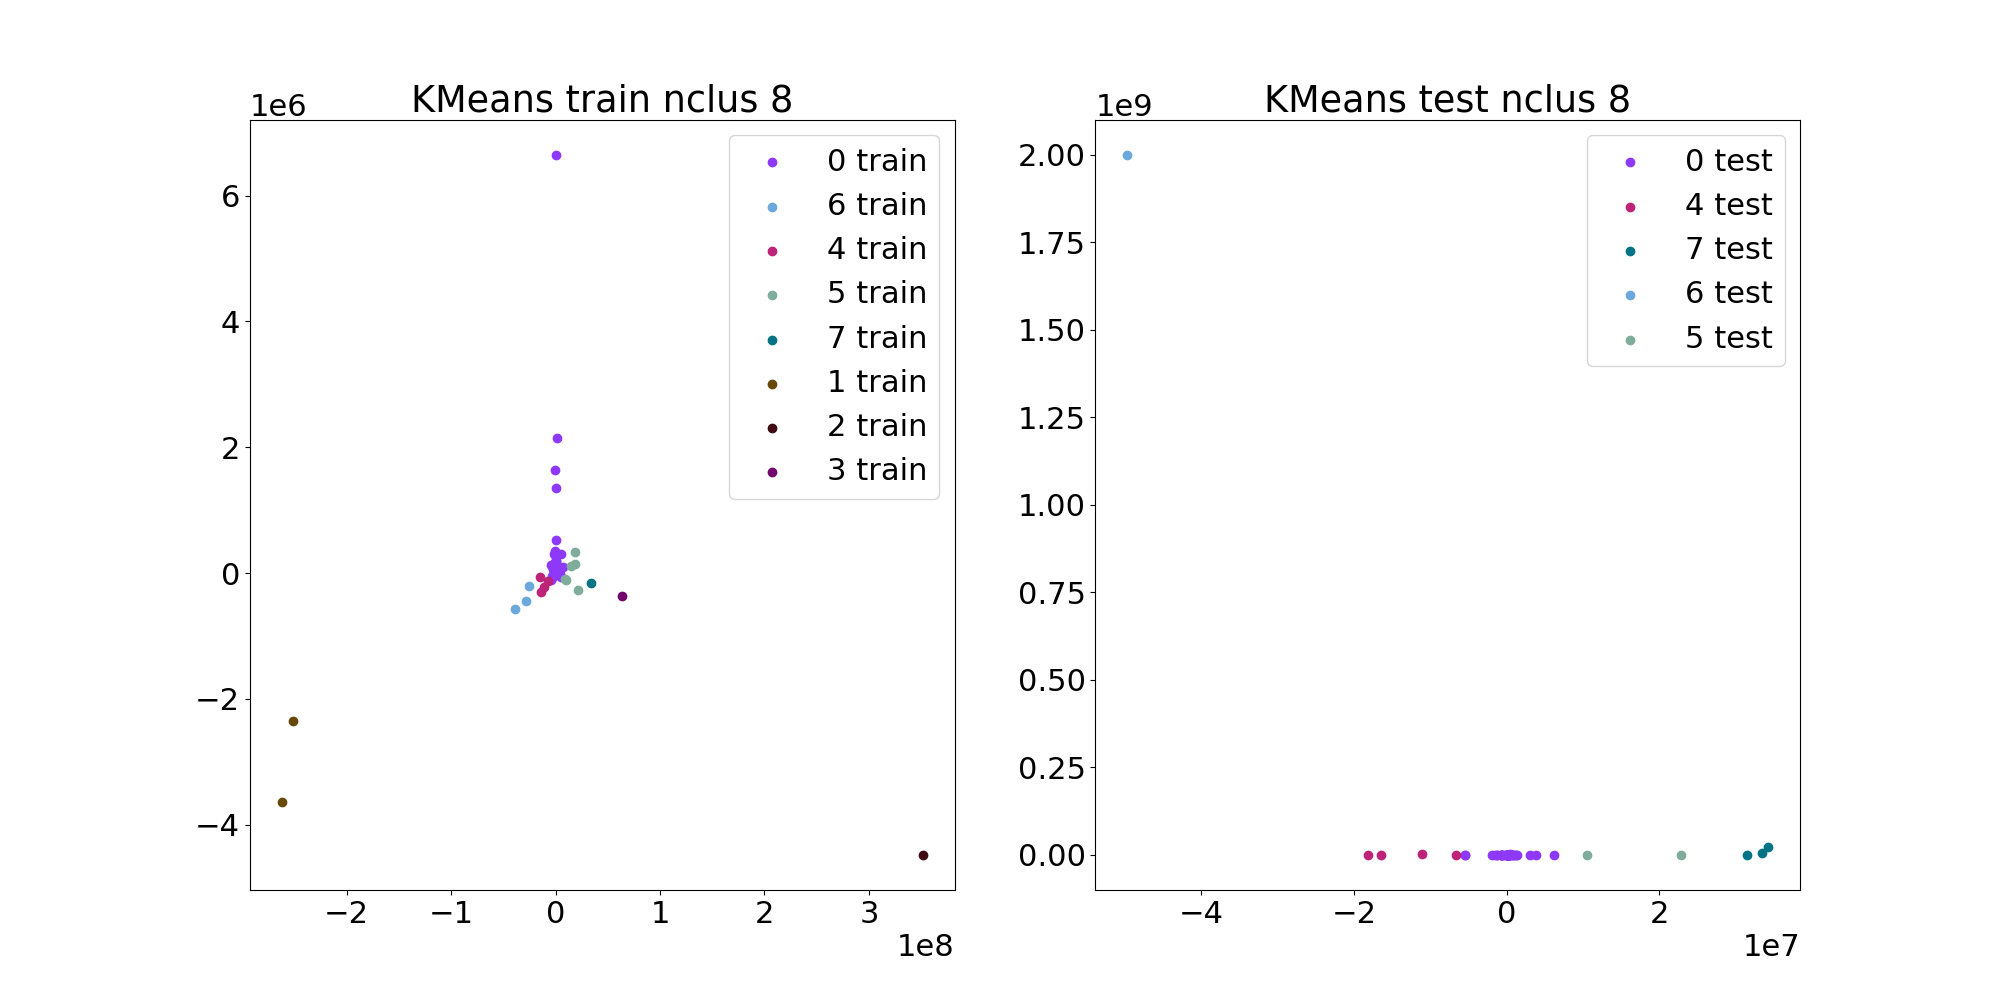 KMeans train nclus 8
1e6
0 train
6 train
4 train
5 train
7 train
1 train
2 train
3 train
6
4
2
0
−2
−4
−2
−1
0
1
2
3
1e8
KMeans test nclus 8
1e9
0 test
4 test
7 test
6 test
5 test
2.00
1.75
1.50
1.25
1.00
0.75
0.50
0.25
0.00
−4
−2
0
2
1e7